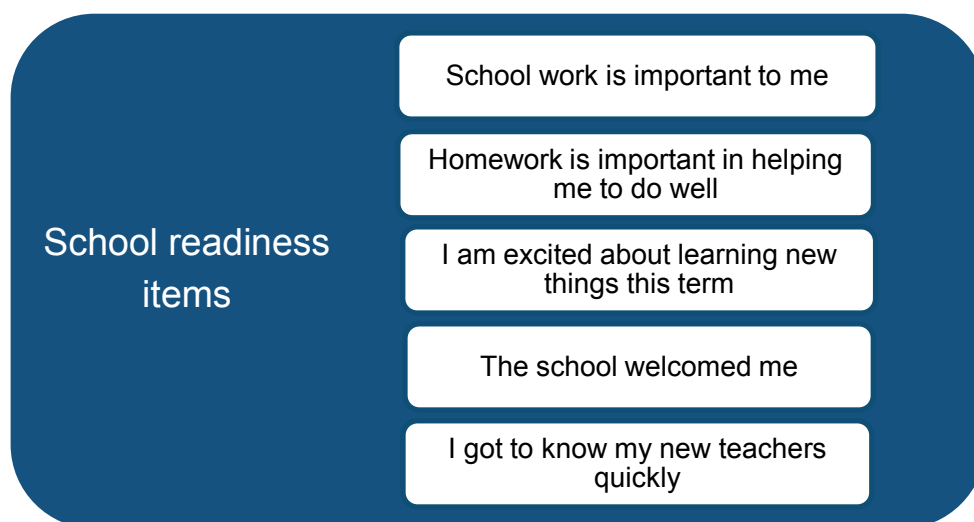 School readiness
items
School work is important to me
Homework is important in helping
me to do well
I am excited about learning new
things this term
The school welcomed me
I got to know my new teachers
quickly